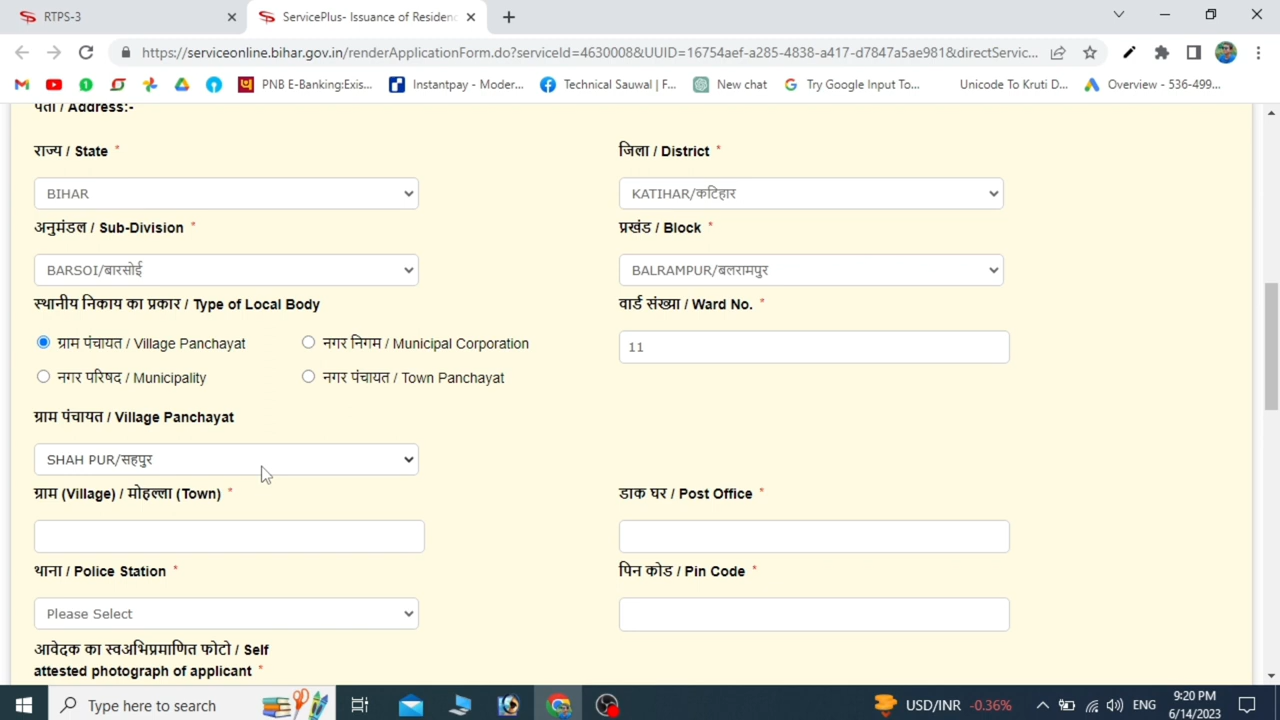 RTPS-3
ServicePlus- Issuance of Residenc
https://serviceonline.bihar.gov.in/renderApplicationForm.do?serviceId=4630008&UUID=16754aef-a285-4838-a417-d7847a5ae981&directServic...
PNB E-Banking:Exis...
Instantpay - Moder...
Technical Sauwal | F...
New chat
Try Google Input To...
Unicode To Kruti D...
Overview - 536-499...
पता / Address:-
राज्य / State *
जिला / District *
BIHAR
KATIHAR/कटिहार
अनुमंडल / Sub-Division *
प्रखंड / Block *
BARSOI/बारसोई
BALRAMPUR/बलरामपुर
स्थानीय निकाय का प्रकार / Type of Local Body
वार्ड संख्या / Ward No. *
ग्राम पंचायत / Village Panchayat
नगर निगम / Municipal Corporation
11
नगर परिषद / Municipality
नगर पंचायत / Town Panchayat
ग्राम पंचायत / Village Panchayat
SHAH PUR/सहपुर
ग्राम (Village) / मोहल्ला (Town) *
डाक घर / Post Office *
थाना / Police Station *
पिन कोड / Pin Code *
Please Select
आवेदक का स्वअभिप्रमाणित फोटो / Self
attested photograph of applicant *
Type here to search
USD/INR -0.36%
ENG
9:20 PM
6/14/2023